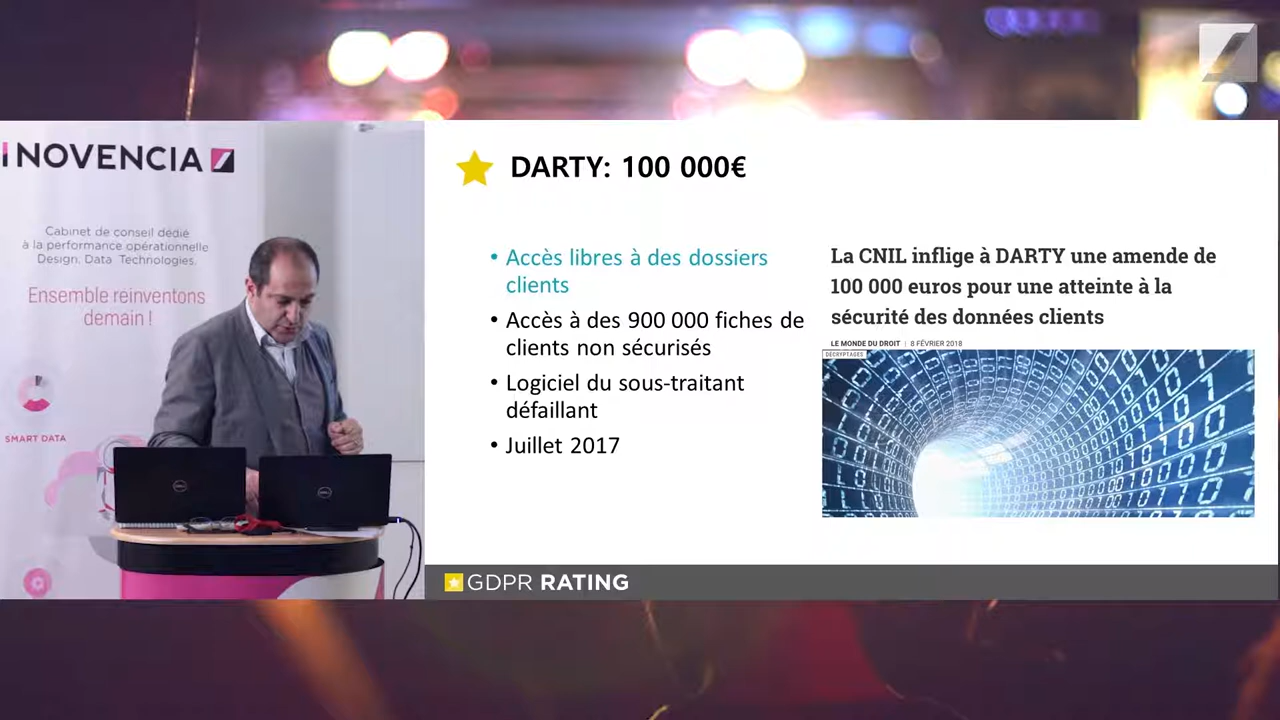 INOVENCIA
Cabinet de conseil dédié
à la performance opérationnelle
Design. Data Technologies.
Ensemble réinventons
demain !
SMART DATA
DARTY: 100 000€
• Accès libres à des dossiers
clients
• Accès à des 900 000 fiches de
clients non sécurisés
• Logiciel du sous-traitant
défaillant
• Juillet 2017
La CNIL inflige à DARTY une amende de
100 000 euros pour une atteinte à la
sécurité des données clients
LE MONDE DU DROIT | 8 FÉVRIER 2018
DÉCRYPTAGES
GDPR RATING